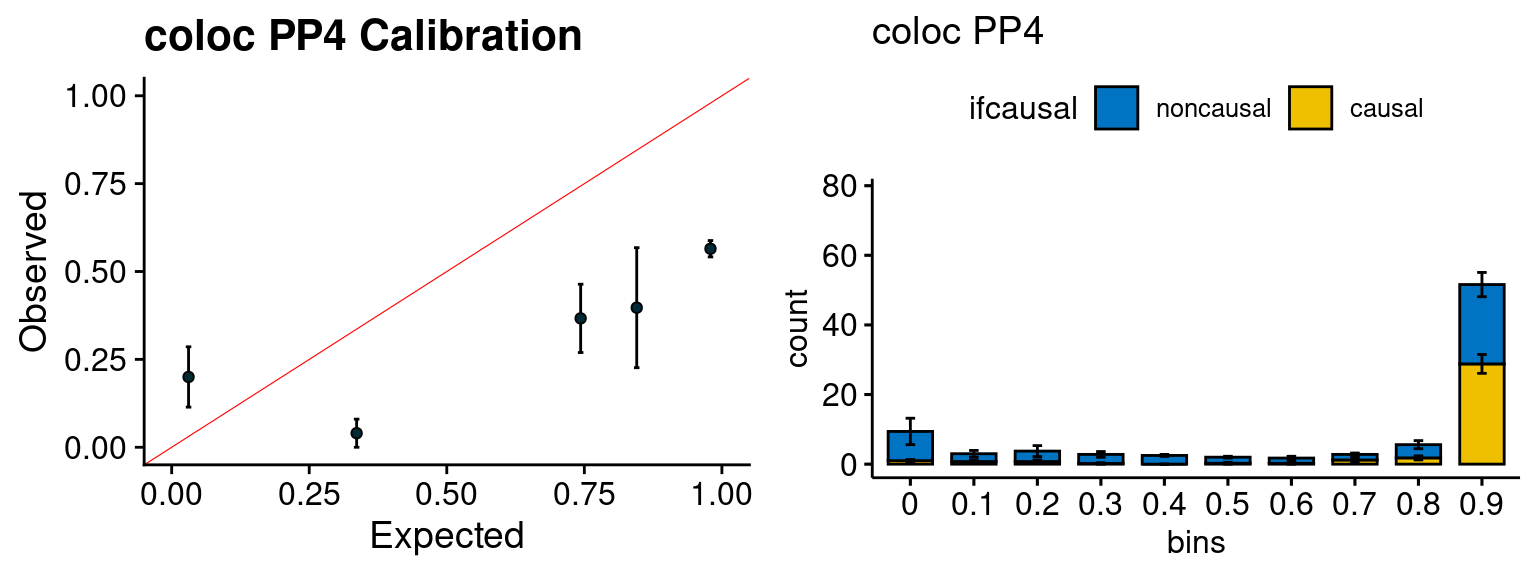 coloc PP4 Calibration
1.00
0.75
0.50
0.25
0.00
Observed
0.00 0.25 0.50 0.75 1.00
Expected
coloc PP4
ifcausal noncausal causal
80
60
40
20
0
count
0 0.1 0.2 0.3 0.4 0.5 0.6 0.7 0.8 0.9
bins